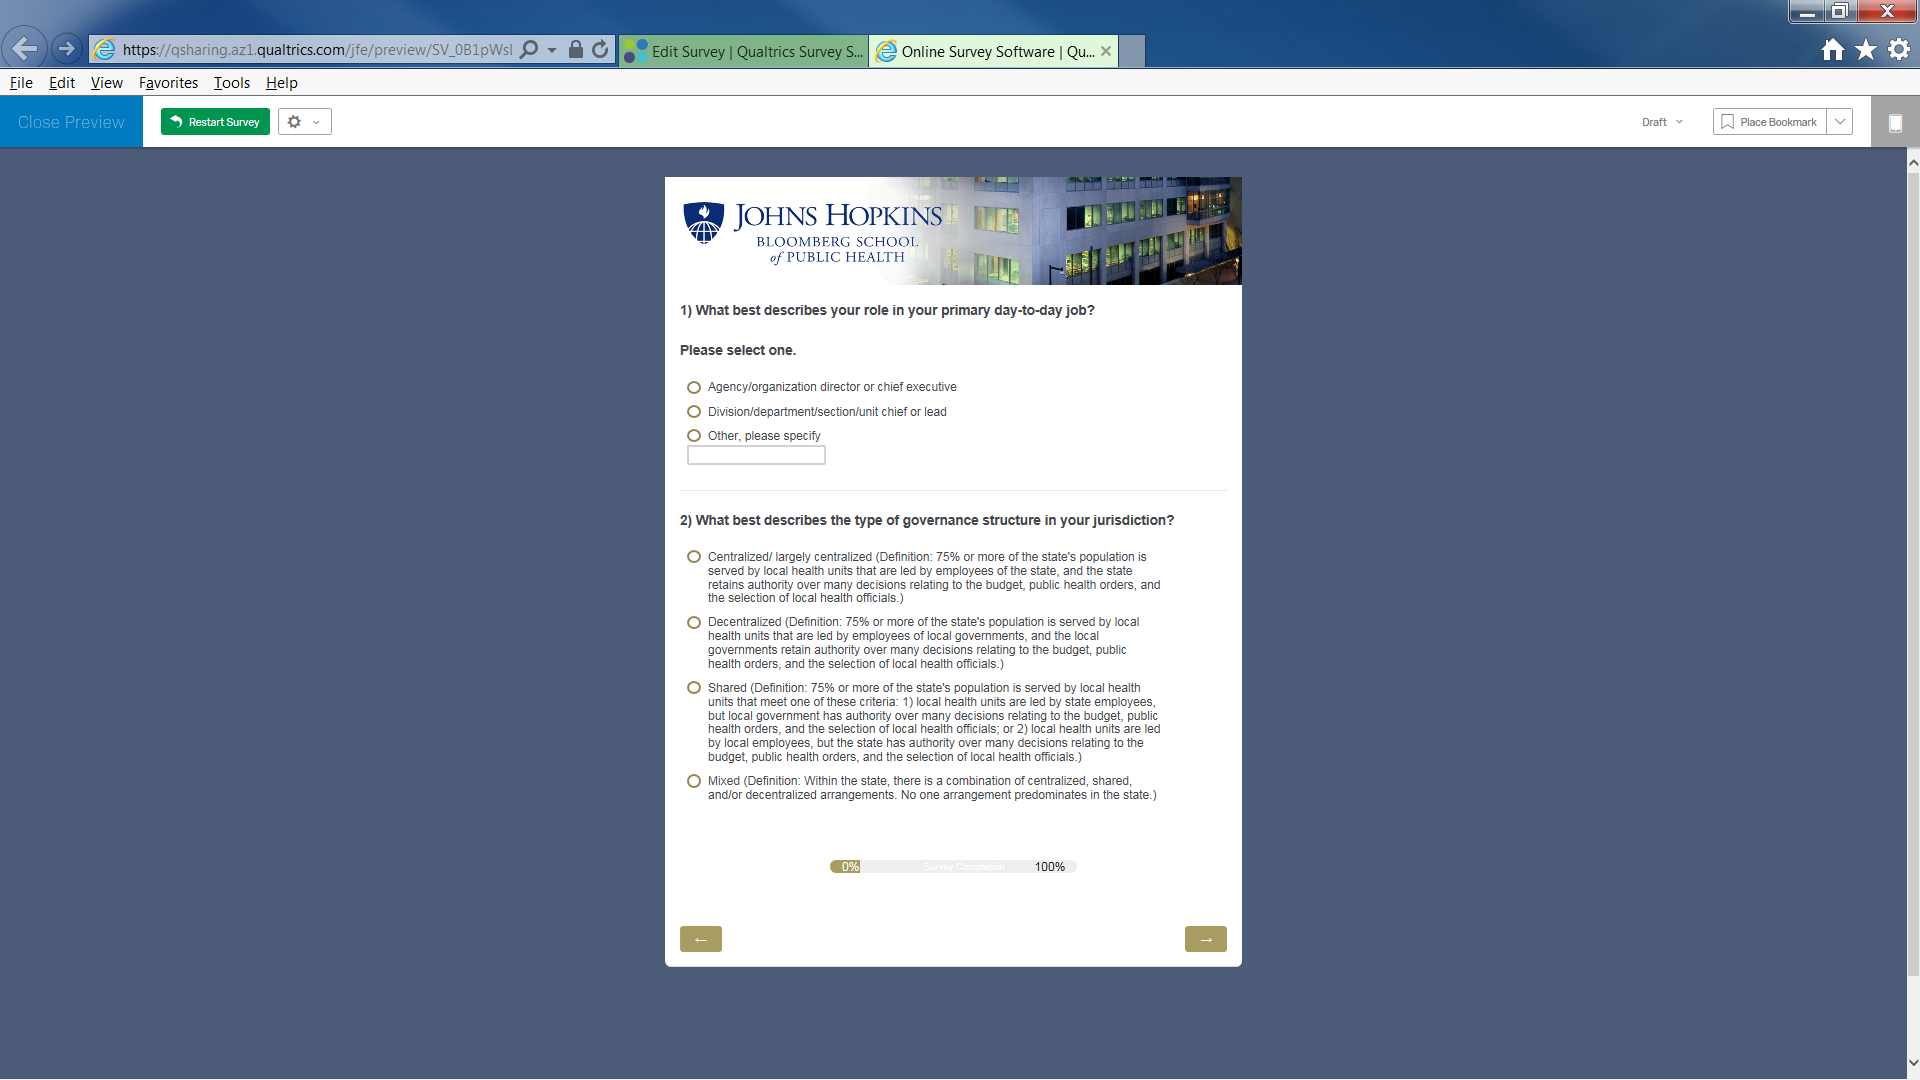 https://qsharing.az1.qualtrics.com/jfe/preview/SV_0B1pWsl
Edit Survey | Qualtrics Survey S...
Online Survey Software | Qu...
File Edit View Favorites Tools Help
Close Preview
Restart Survey
Draft
Place Bookmark
JOHNS HOPKINS
BLOOMBERG SCHOOL
of PUBLIC HEALTH
1) What best describes your role in your primary day-to-day job?
Please select one.
Agency/organization director or chief executive
Division/department/section/unit chief or lead
Other, please specify
2) What best describes the type of governance structure in your jurisdiction?
Centralized/ largely centralized (Definition: 75% or more of the state's population is
served by local health units that are led by employees of the state, and the state
retains authority over many decisions relating to the budget, public health orders, and
the selection of local health officials.)
Decentralized (Definition: 75% or more of the state's population is served by local
health units that are led by employees of local governments, and the local
governments retain authority over many decisions relating to the budget, public
health orders, and the selection of local health officials.)
Shared (Definition: 75% or more of the state's population is served by local health
units that meet one of these criteria: 1) local health units are led by state employees,
but local government has authority over many decisions relating to the budget, public
health orders, and the selection of local health officials; or 2) local health units are led
by local employees, but the state has authority over many decisions relating to the
budget, public health orders, and the selection of local health officials.)
Mixed (Definition: Within the state, there is a combination of centralized, shared,
and/or decentralized arrangements. No one arrangement predominates in the state.)
0% Survey Completion 100%
← →